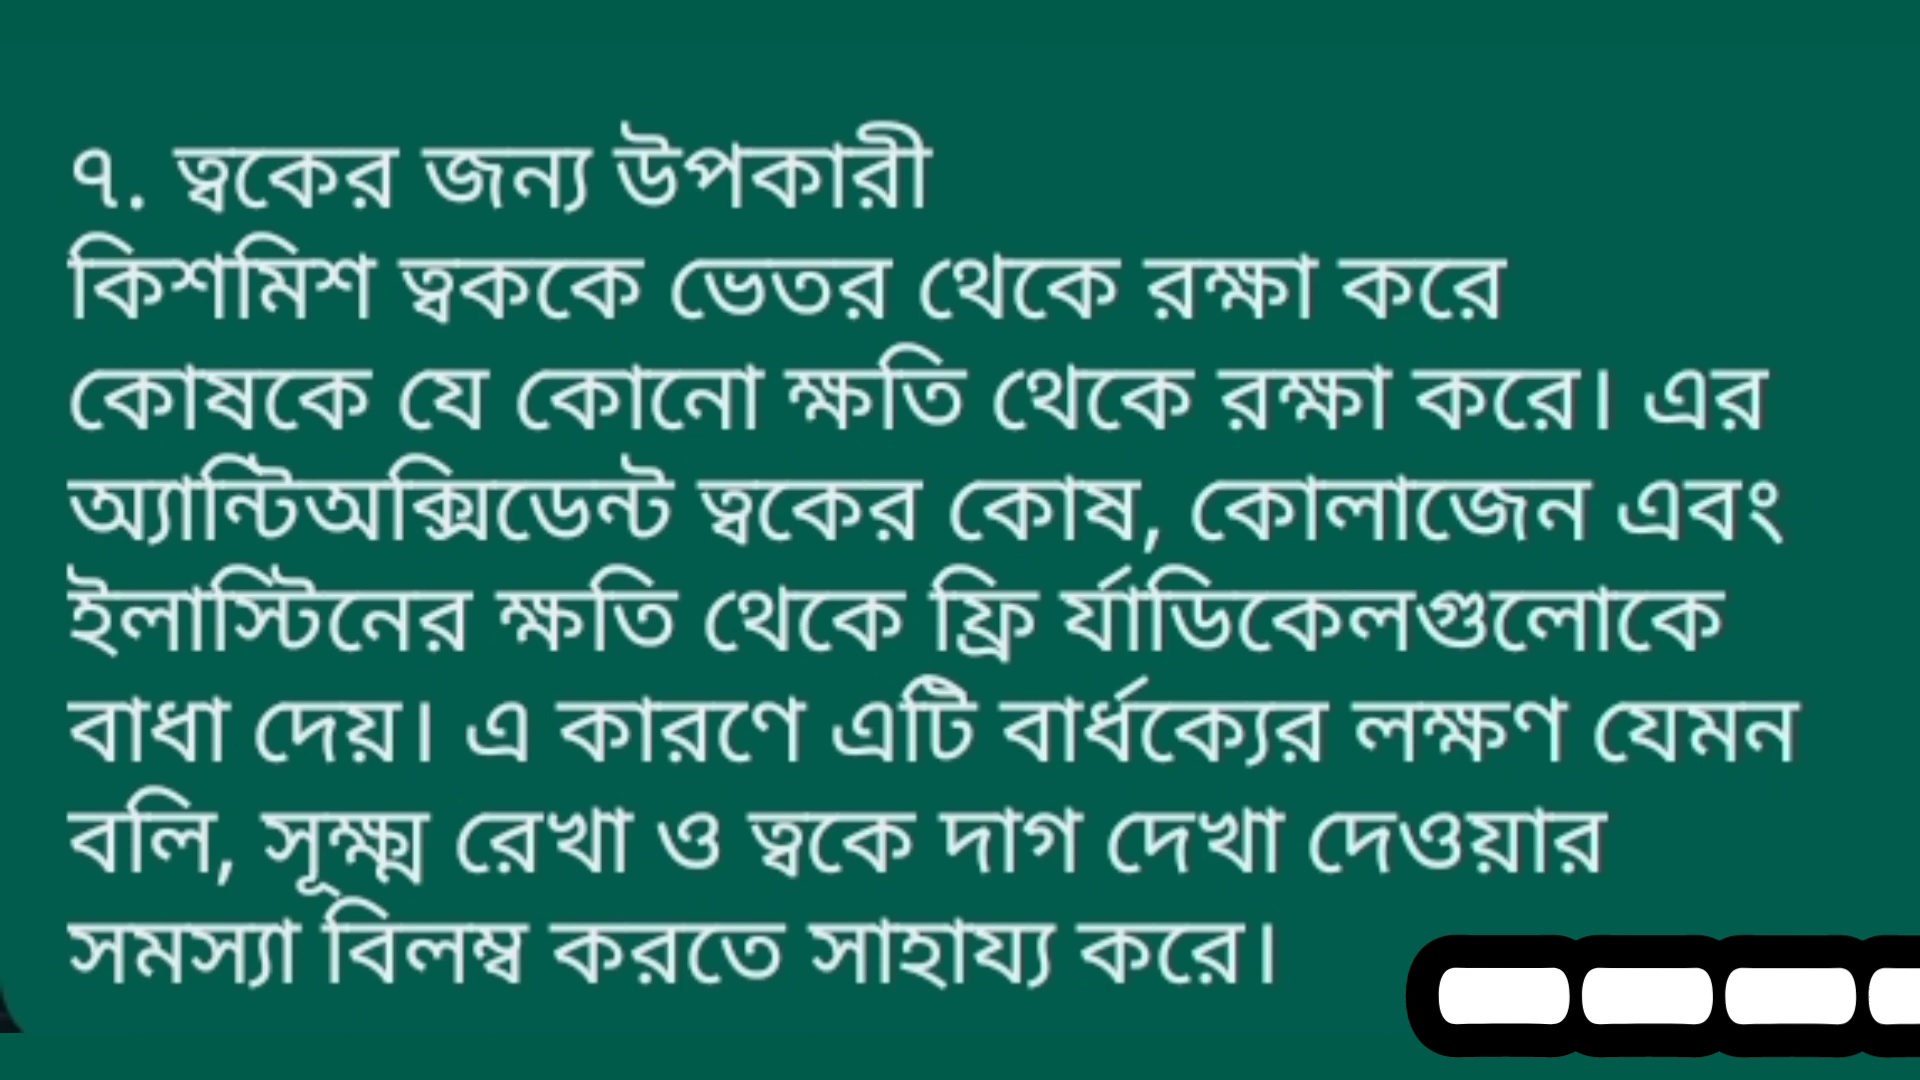 ৭. ত্বকের জন্য উপকারী
কিশমিশ ত্বককে ভেতর থেকে রক্ষা করে
কোষকে যে কোনো ক্ষতি থেকে রক্ষা করে। এর
অ্যান্টিঅক্সিডেন্ট ত্বকের কোষ, কোলাজেন এবং
ইলাস্টিনের ক্ষতি থেকে ফ্রি র্যাডিকেলগুলোকে
বাধা দেয়। এ কারণে এটি বার্ধক্যের লক্ষণ যেমন
বলি, সূক্ষ্ম রেখা ও ত্বকে দাগ দেখা দেওয়ার
সমস্যা বিলম্ব করতে সাহায্য করে।